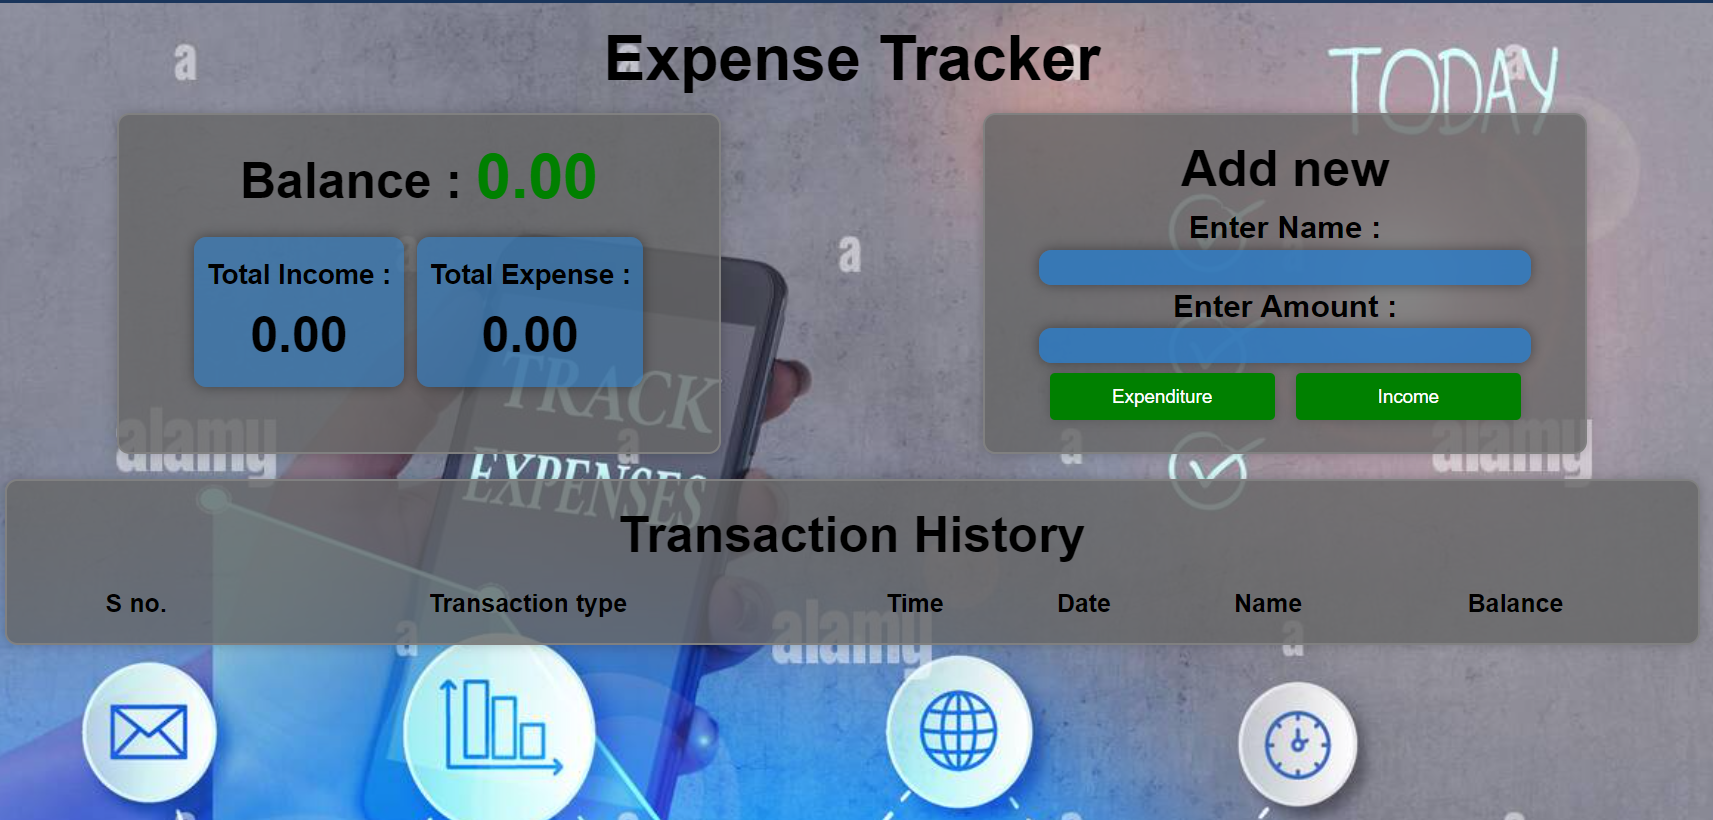 Expense Tracker
TODAY
Balance : 0.00
Total Income :
0.00
Total Expense :
0.00
TRACK
EXPENSES
Add new
Enter Name :
Enter Amount :
Expenditure
Income
Transaction History
S no.
Transaction type
Time
Date
Name
Balance
alamy
alamy
alamy
a
a
a
a
a
a
a
a
a
a
a
a
a
a